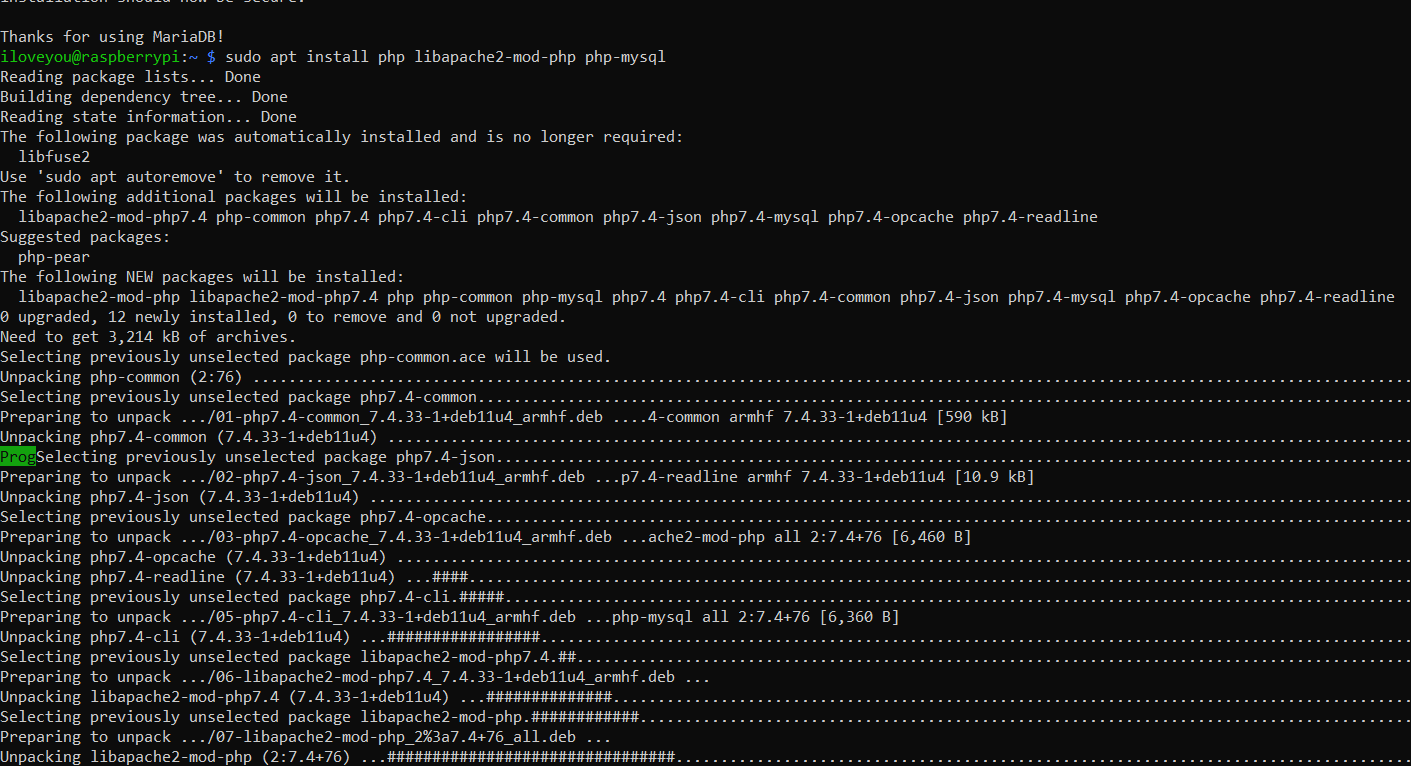 installation should now be secure.
Thanks for using MariaDB!
iloveyou@raspberrypi:~ $ sudo apt install php libapache2-mod-php php-mysql
Reading package lists... Done
Building dependency tree... Done
Reading state information... Done
The following package was automatically installed and is no longer required:
  libfuse2
Use 'sudo apt autoremove' to remove it.
The following additional packages will be installed:
  libapache2-mod-php7.4 php-common php7.4 php7.4-cli php7.4-common php7.4-json php7.4-mysql php7.4-opcache php7.4-readline
Suggested packages:
  php-pear
The following NEW packages will be installed:
  libapache2-mod-php libapache2-mod-php7.4 php php-common php-mysql php7.4 php7.4-cli php7.4-common php7.4-json php7.4-mysql php7.4-opcache php7.4-readline
0 upgraded, 12 newly installed, 0 to remove and 0 not upgraded.
Need to get 3,214 kB of archives.
Selecting previously unselected package php-common.ace will be used.
Unpacking php-common (2:76) .................................................................................................................................
Selecting previously unselected package php7.4-common........................................................................................................
Preparing to unpack .../01-php7.4-common_7.4.33-1+deb11u4_armhf.deb ....4-common armhf 7.4.33-1+deb11u4 [590 kB]
Unpacking php7.4-common (7.4.33-1+deb11u4) ..................................................................................................................
ProgSelecting previously unselected package php7.4-json......................................................................................................
Preparing to unpack .../02-php7.4-json_7.4.33-1+deb11u4_armhf.deb ...p7.4-readline armhf 7.4.33-1+deb11u4 [10.9 kB]
Unpacking php7.4-json (7.4.33-1+deb11u4) ....................................................................................................................
Selecting previously unselected package php7.4-opcache.......................................................................................................
Preparing to unpack .../03-php7.4-opcache_7.4.33-1+deb11u4_armhf.deb ...ache2-mod-php all 2:7.4+76 [6,460 B]
Unpacking php7.4-opcache (7.4.33-1+deb11u4) .................................................................................................................
Unpacking php7.4-readline (7.4.33-1+deb11u4) ...####.........................................................................................................
Selecting previously unselected package php7.4-cli.#####.....................................................................................................
Preparing to unpack .../05-php7.4-cli_7.4.33-1+deb11u4_armhf.deb ...php-mysql all 2:7.4+76 [6,360 B]
Unpacking php7.4-cli (7.4.33-1+deb11u4) ...#################.................................................................................................
Selecting previously unselected package libapache2-mod-php7.4.##.............................................................................................
Preparing to unpack .../06-libapache2-mod-php7.4_7.4.33-1+deb11u4_armhf.deb ...
Unpacking libapache2-mod-php7.4 (7.4.33-1+deb11u4) ...##############.........................................................................................
Selecting previously unselected package libapache2-mod-php.############......................................................................................
Preparing to unpack .../07-libapache2-mod-php_2%3a7.4+76_all.deb ...
Unpacking libapache2-mod-php (2:7.4+76) ...################################..................................................................................